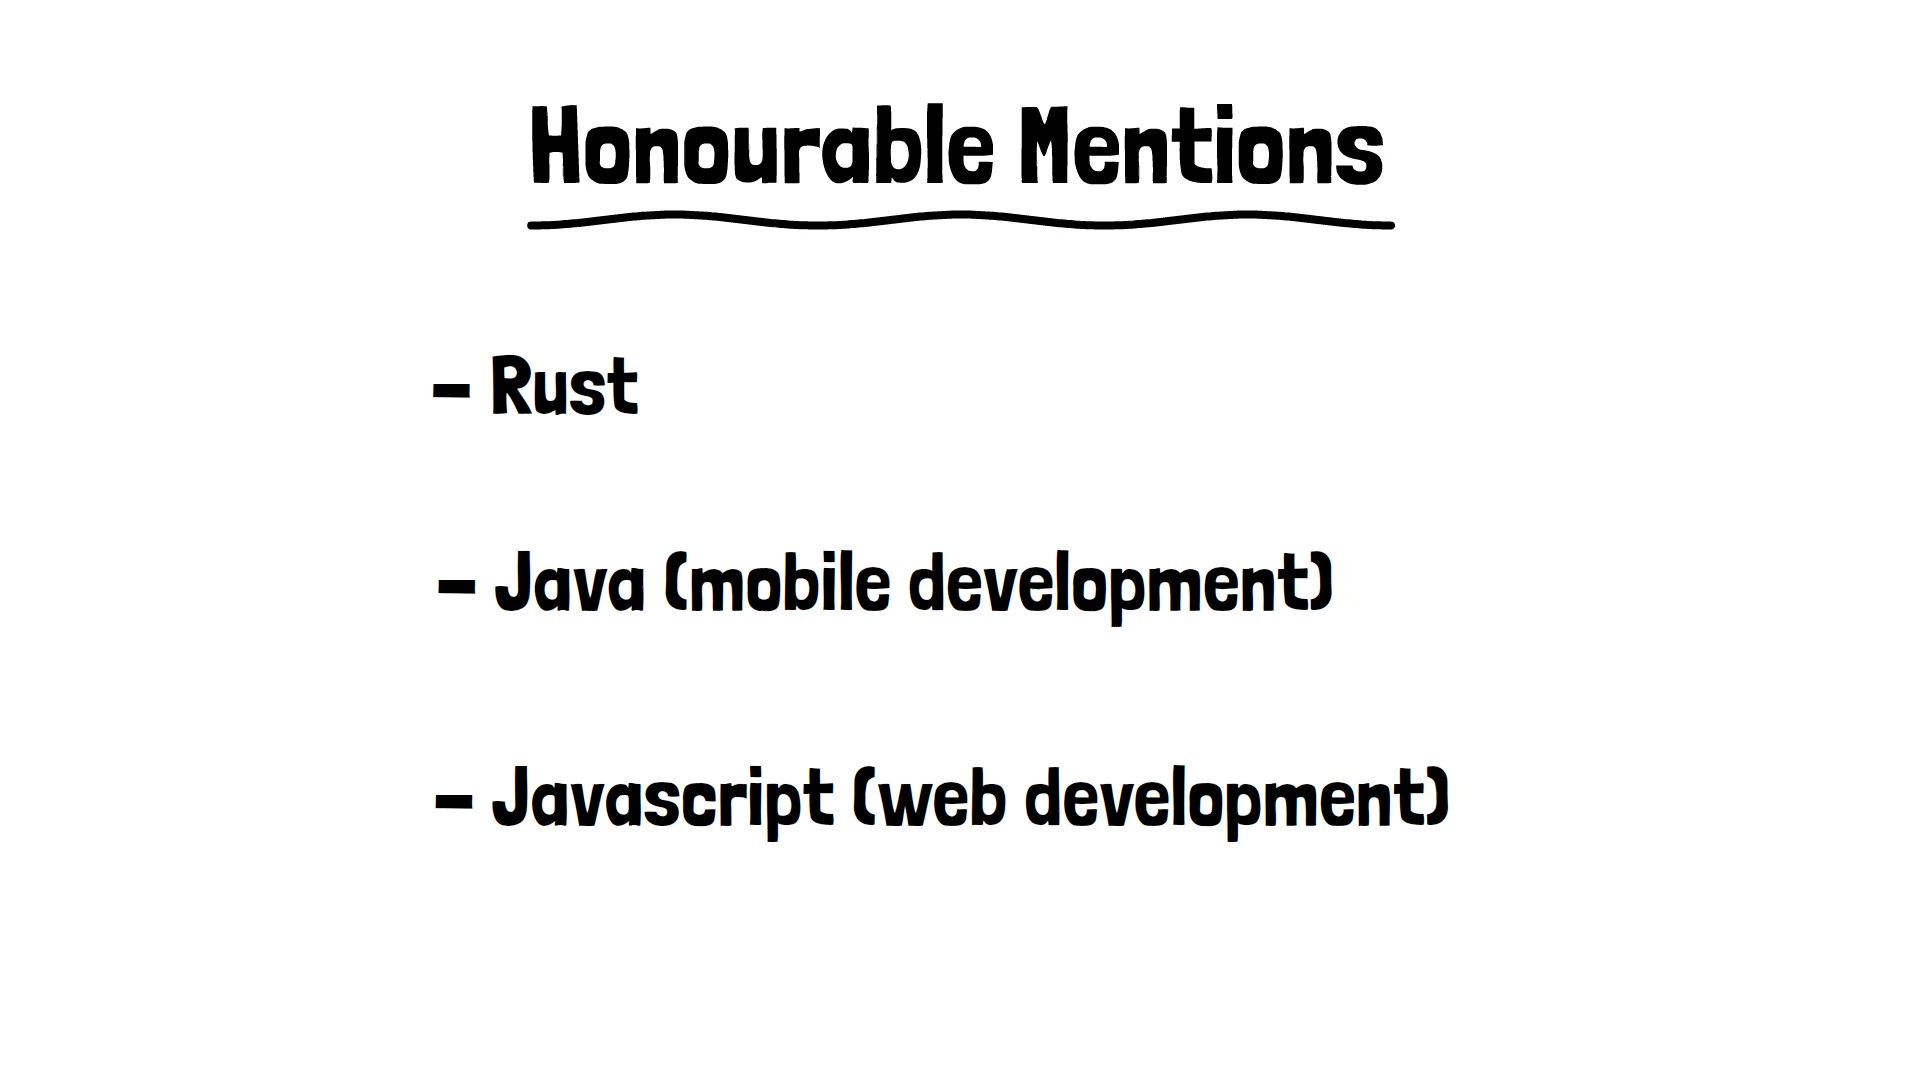 Honourable Mentions
- Rust
- Java (mobile development)
- Javascript (web development)